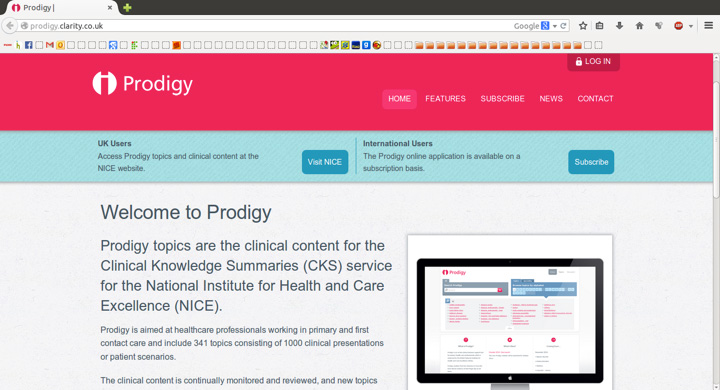 Prodigy |
prodigy.clarity.co.uk
Google
LOG IN
Prodigy
HOME FEATURES SUBSCRIBE NEWS CONTACT
UK Users
Access Prodigy topics and clinical content at the
NICE website.
Visit NICE
International Users
The Prodigy online application is available on a
subscription basis.
Subscribe
Welcome to Prodigy
Prodigy topics are the clinical content for the
Clinical Knowledge Summaries (CKS) service
for the National Institute for Health and Care
Excellence (NICE).
Prodigy is aimed at healthcare professionals working in primary and first
contact care and include 341 topics consisting of 1000 clinical presentations
or patient scenarios.
The clinical content is continually monitored and reviewed, and new topics
Prodigy